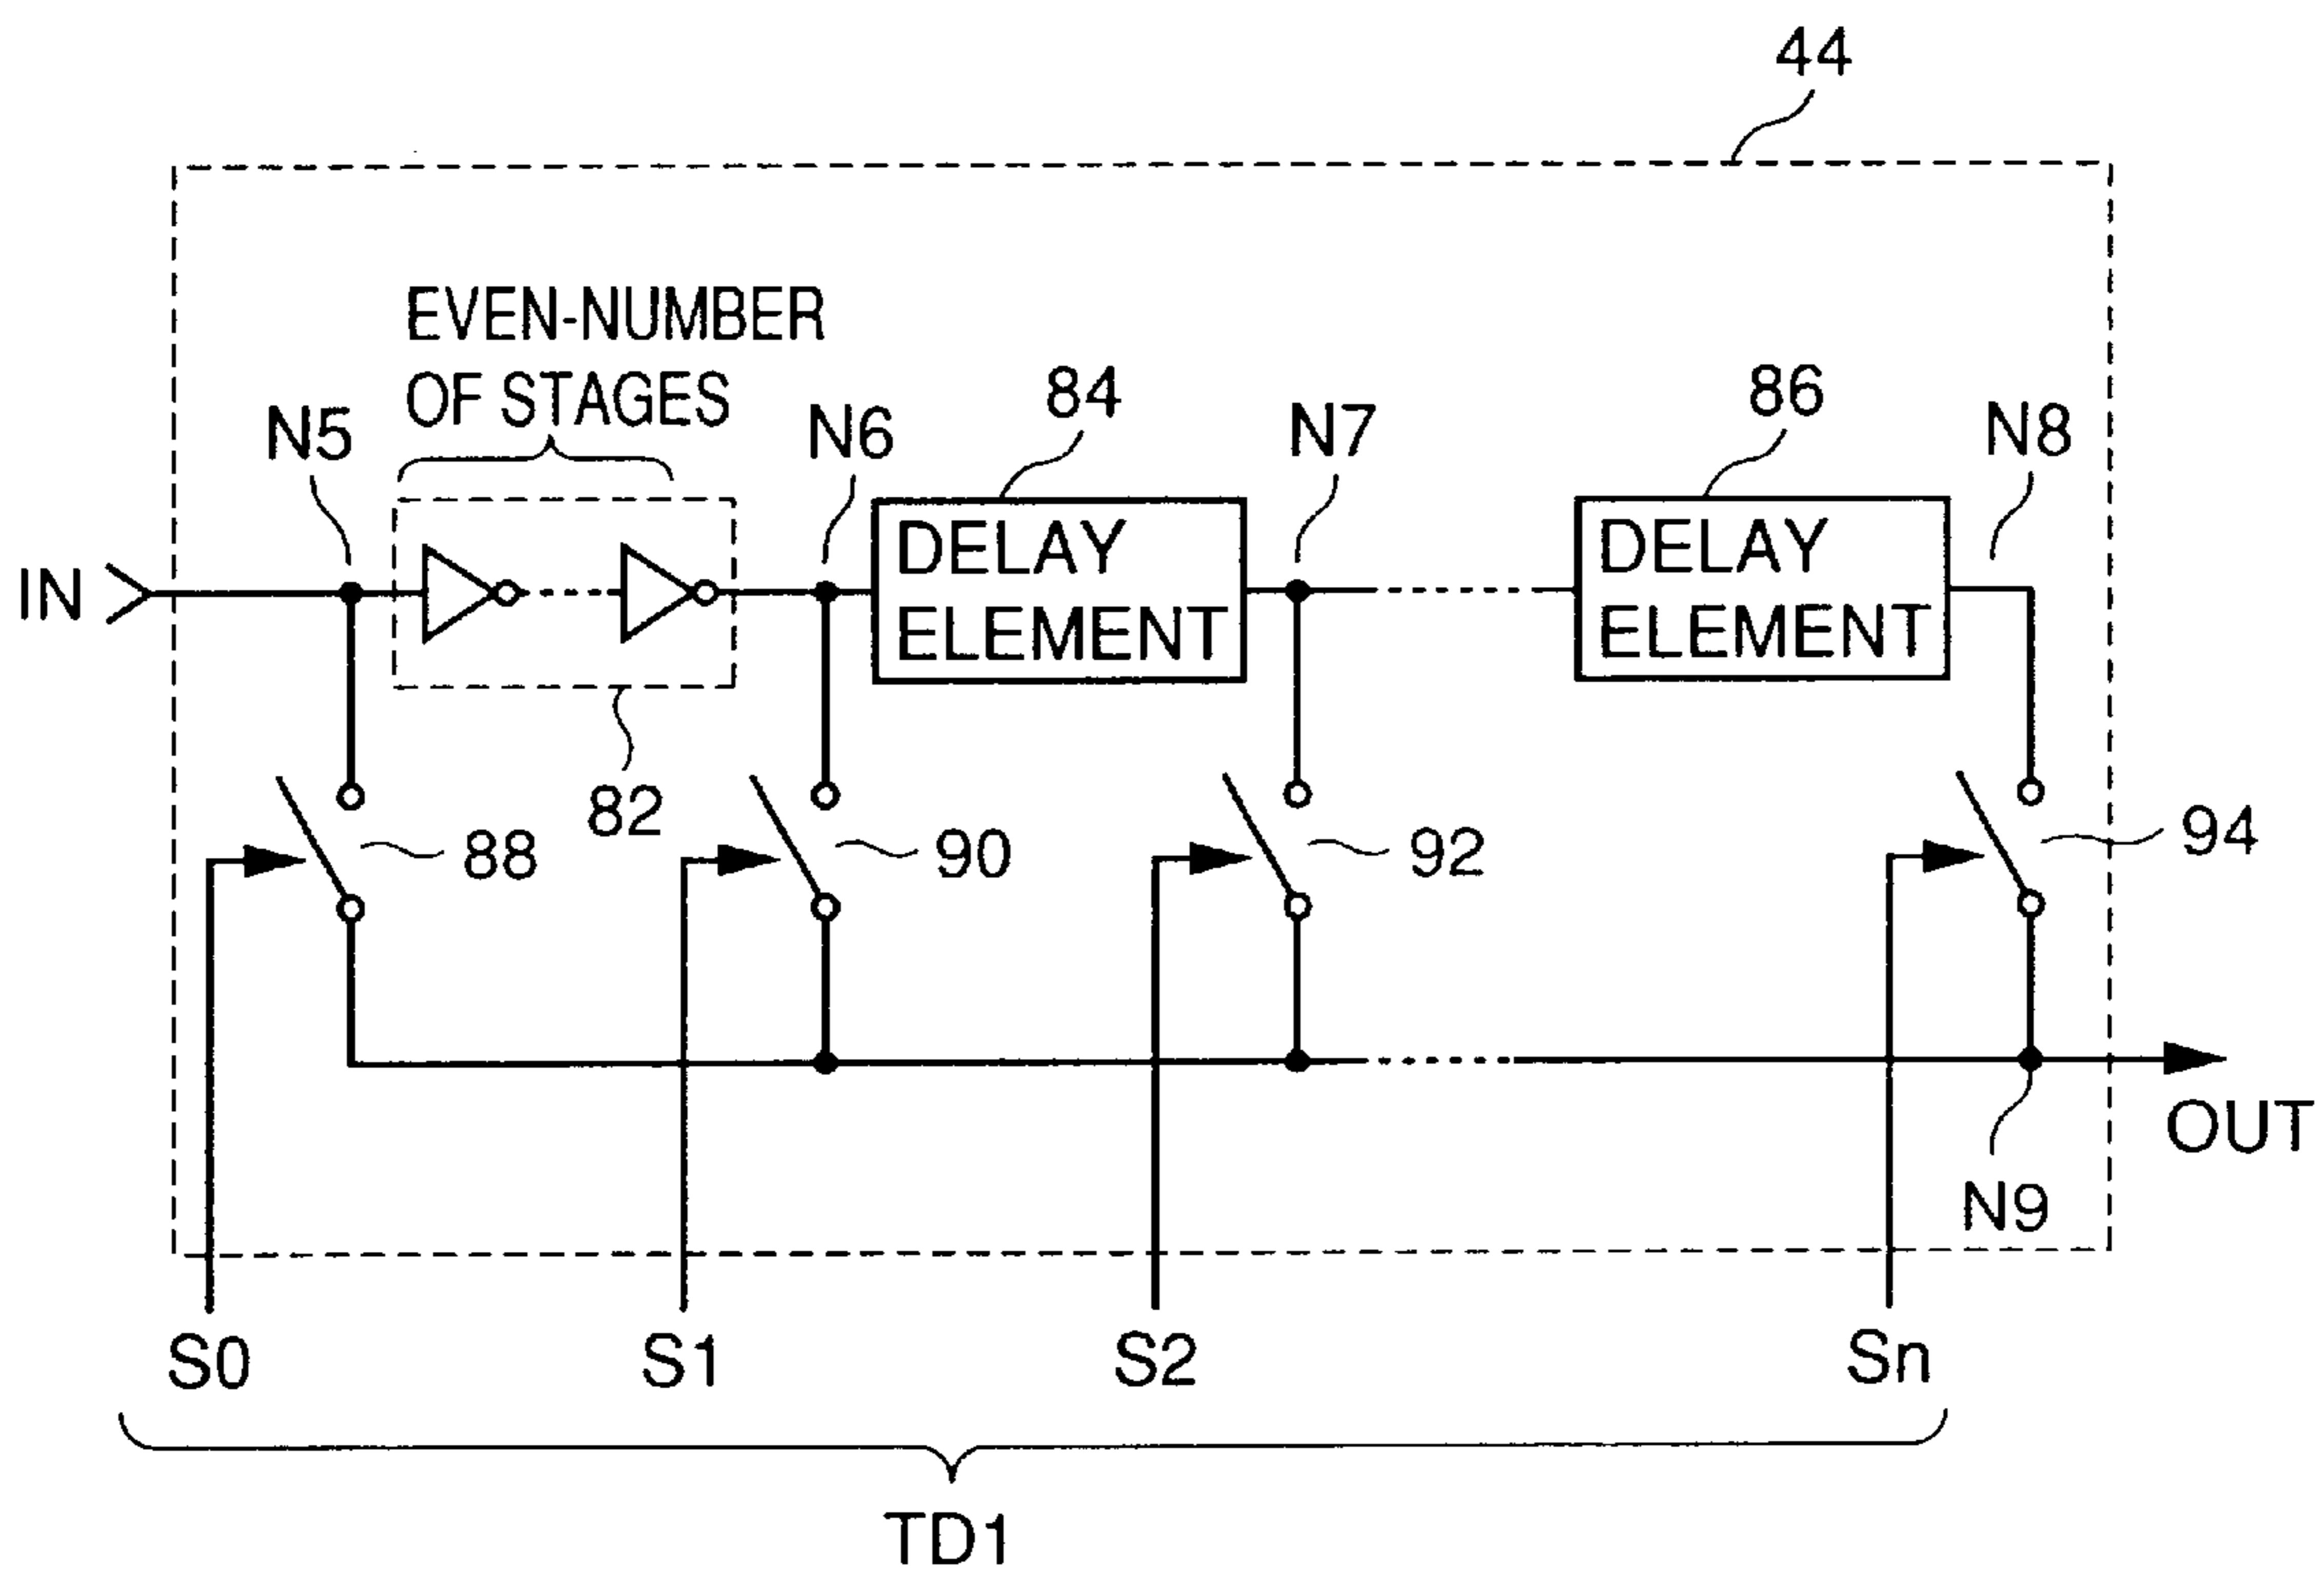 44
EVEN-NUMBER
OF STAGES
N5
N6
84
N7
86
N8
IN
DELAY
ELEMENT
DELAY
ELEMENT
82
88
90
92
94
OUT
N9
S0
S1
S2
Sn
TD1